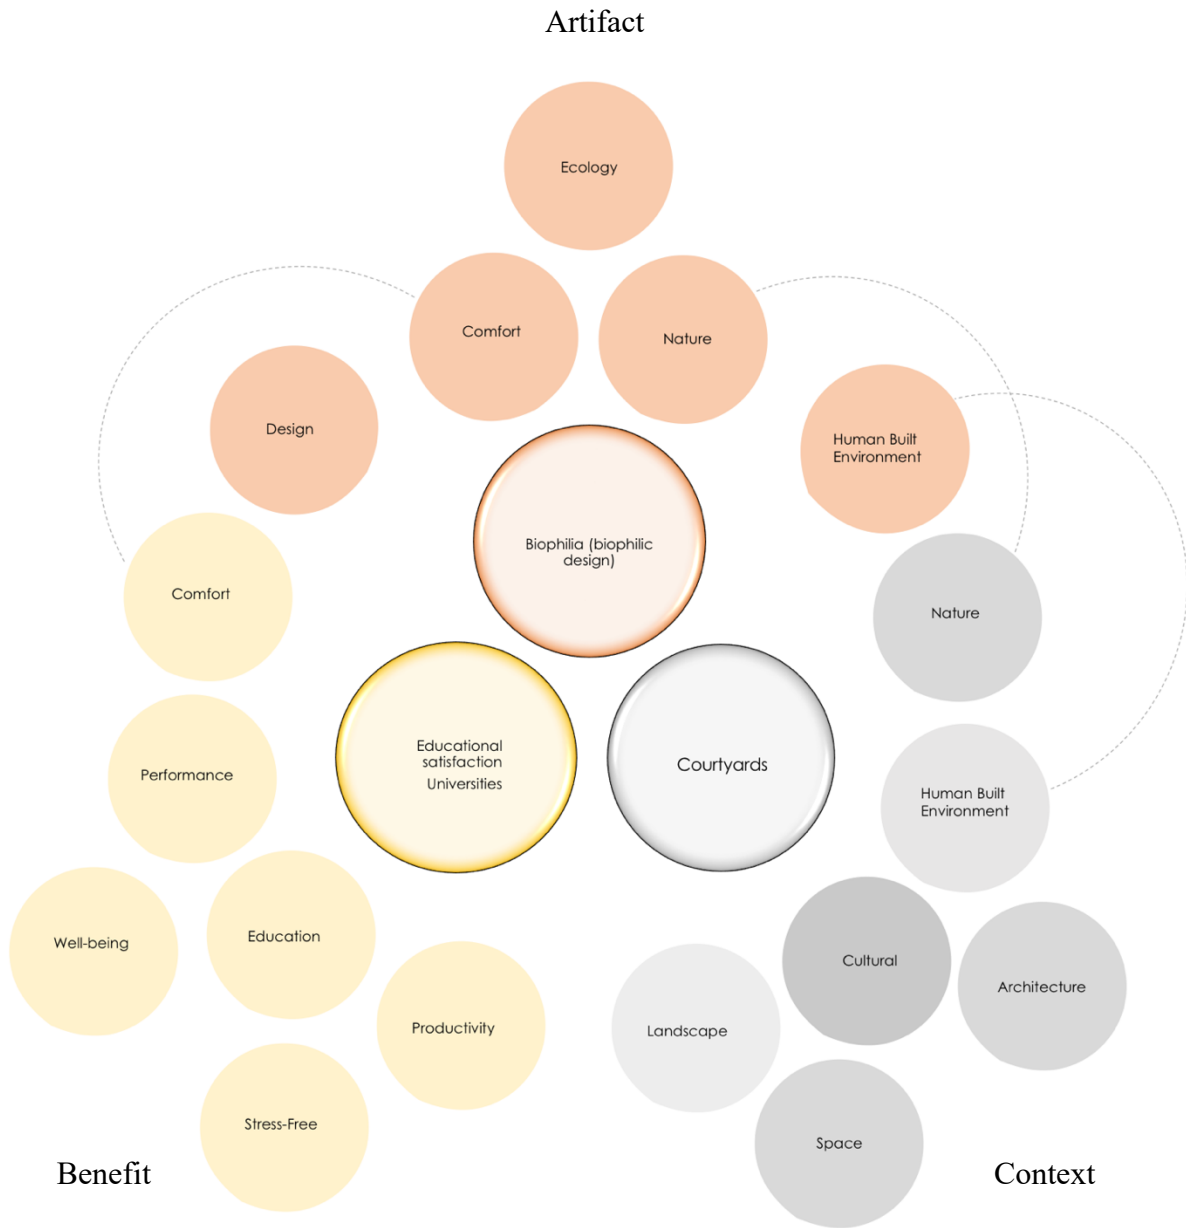 Artifact
Ecology
Comfort
Nature
Design
Human Built
Environment
Biophilia (biophilic
design)
Comfort
Nature
Educational
satisfaction
Universities
Courtyards
Performance
Human Built
Environment
Well-being
Education
Cultural
Architecture
Productivity
Landscape
Stress-Free
Space
Benefit
Context